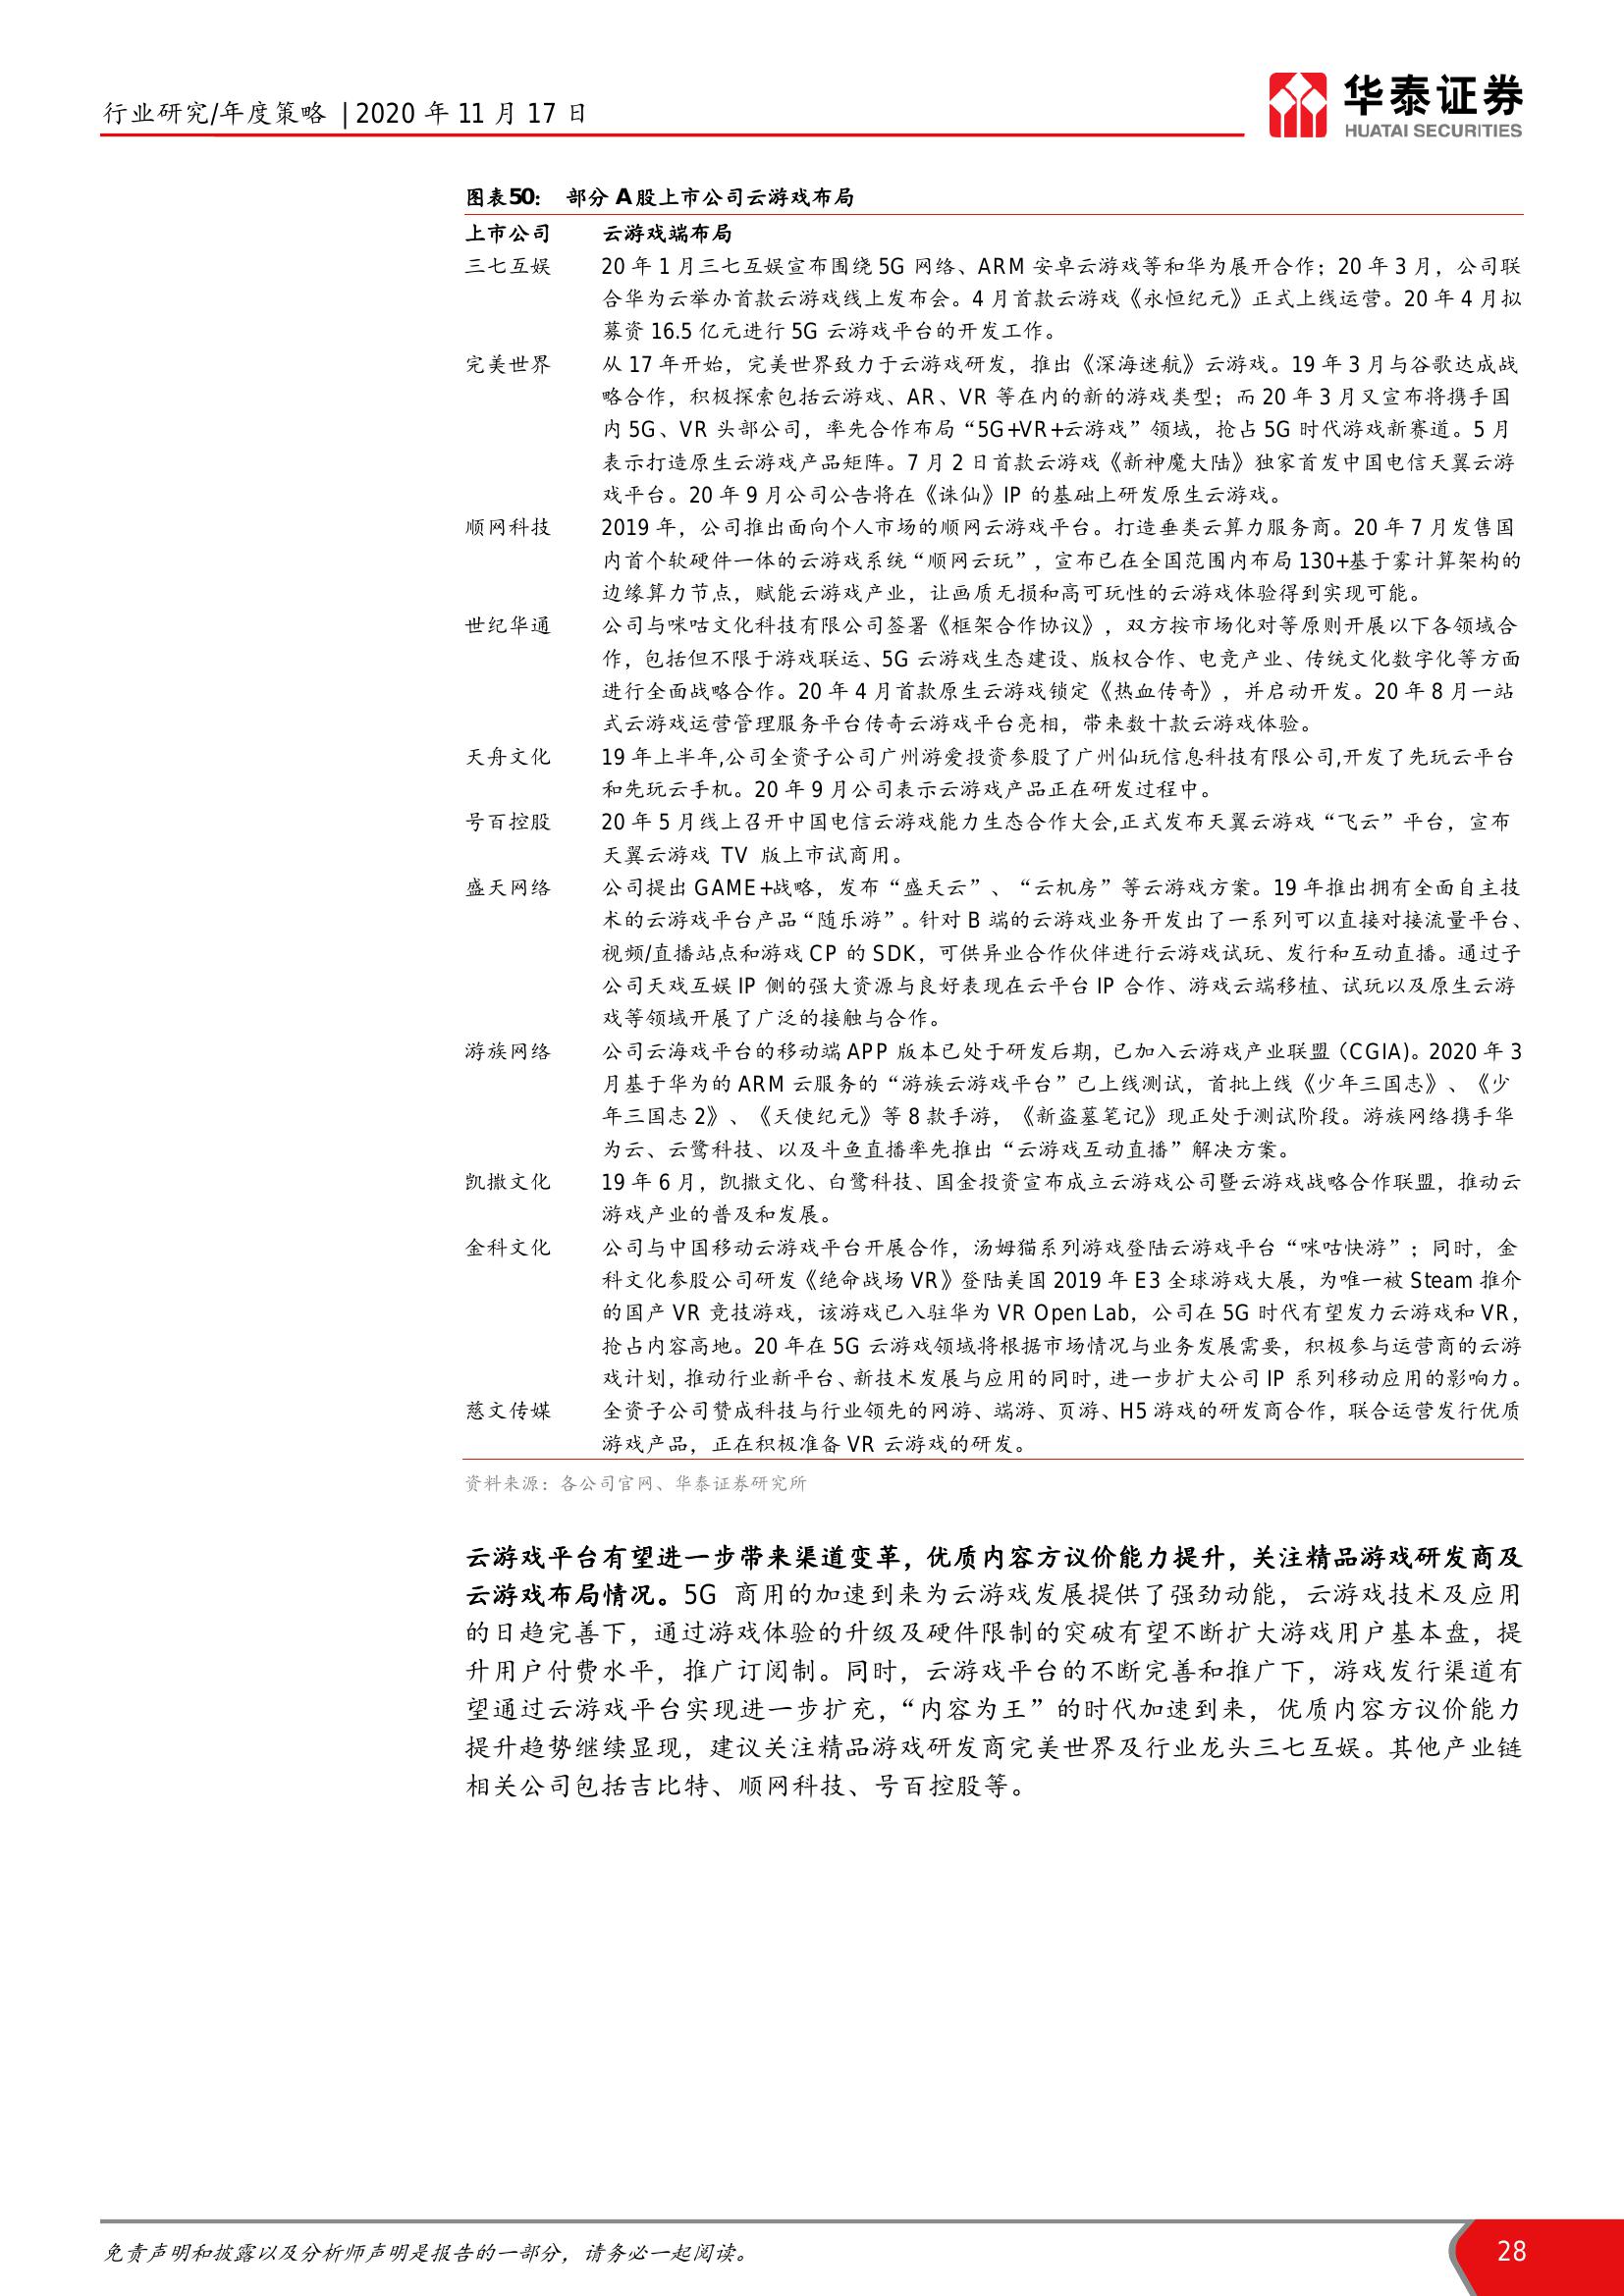 行业研究/年度策略 | 2020 年 11 月 17 日
华泰证券
HUATAI SECURITIES
图表50： 部分 A 股上市公司云游戏布局
上市公司 云游戏端布局
三七互娱 20 年 1 月三七互娱宣布围绕 5G 网络、ARM 安卓云游戏等和华为展开合作；20 年 3 月，公司联
合华为云举办首款云游戏线上发布会。4 月首款云游戏《永恒纪元》正式上线运营。20 年 4 月拟
募资 16.5 亿元进行 5G 云游戏平台的开发工作。
完美世界 从 17 年开始，完美世界致力于云游戏研发，推出《深海迷航》云游戏。19 年 3 月与谷歌达成战
略合作，积极探索包括云游戏、AR、VR 等在内的新的游戏类型；而 20 年 3 月又宣布将携手国
内 5G、VR 头部公司，率先合作布局“5G+VR+云游戏”领域，抢占 5G 时代游戏新赛道。5 月
表示打造原生云游戏产品矩阵。7 月 2 日首款云游戏《新神魔大陆》独家首发中国电信天翼云游
戏平台。20 年 9 月公司公告将在《诛仙》IP 的基础上研发原生云游戏。
顺网科技 2019 年，公司推出面向个人市场的顺网云游戏平台。打造垂类云算力服务商。20 年 7 月发售国
内首个软硬件一体的云游戏系统“顺网云玩”，宣布已在全国范围内布局 130+基于雾计算架构的
边缘算力节点，赋能云游戏产业，让画质无损和高可玩性的云游戏体验得到实现可能。
世纪华通 公司与咪咕文化科技有限公司签署《框架合作协议》，双方按市场化对等原则开展以下各领域合
作，包括但不限于游戏联运、5G 云游戏生态建设、版权合作、电竞产业、传统文化数字化等方面
进行全面战略合作。20 年 4 月首款原生云游戏锁定《热血传奇》，并启动开发。20 年 8 月一站
式云游戏运营管理服务平台传奇云游戏平台亮相，带来数十款云游戏体验。
天舟文化 19 年上半年,公司全资子公司广州游爱投资参股了广州仙玩信息科技有限公司,开发了先玩云平台
和先玩云手机。20 年 9 月公司表示云游戏产品正在研发过程中。
号百控股 20 年 5 月线上召开中国电信云游戏能力生态合作大会,正式发布天翼云游戏“飞云”平台，宣布
天翼云游戏 TV 版上市试商用。
盛天网络 公司提出 GAME+战略，发布“盛天云”、“云机房”等云游戏方案。19 年推出拥有全面自主技
术的云游戏平台产品“随乐游”。针对 B 端的云游戏业务开发出了一系列可以直接对接流量平台、
视频/直播站点和游戏 CP 的 SDK，可供异业合作伙伴进行云游戏试玩、发行和互动直播。通过子
公司天戏互娱 IP 侧的强大资源与良好表现在云平台 IP 合作、游戏云端移植、试玩以及原生云游
戏等领域开展了广泛的接触与合作。
游族网络 公司云海戏平台的移动端 APP 版本已处于研发后期，已加入云游戏产业联盟（CGIA）。2020 年 3
月基于华为的 ARM 云服务的“游族云游戏平台”已上线测试，首批上线《少年三国志》、《少
年三国志 2》、《天使纪元》等 8 款手游，《新盗墓笔记》现正处于测试阶段。游族网络携手华
为云、云鹭科技、以及斗鱼直播率先推出“云游戏互动直播”解决方案。
凯撒文化 19 年 6 月，凯撒文化、白鹭科技、国金投资宣布成立云游戏公司暨云游戏战略合作联盟，推动云
游戏产业的普及和发展。
金科文化 公司与中国移动云游戏平台开展合作，汤姆猫系列游戏登陆云游戏平台“咪咕快游”；同时，金
科文化参股公司研发《绝命战场 VR》登陆美国 2019 年 E3 全球游戏大展，为唯一被 Steam 推介
的国产 VR 竞技游戏，该游戏已入驻华为 VR Open Lab，公司在 5G 时代有望发力云游戏和 VR，
抢占内容高地。20 年在 5G 云游戏领域将根据市场情况与业务发展需要，积极参与运营商的云游
戏计划，推动行业新平台、新技术发展与应用的同时，进一步扩大公司 IP 系列移动应用的影响力。
慈文传媒 全资子公司赞成科技与行业领先的网游、端游、页游、H5 游戏的研发商合作，联合运营发行优质
游戏产品，正在积极准备 VR 云游戏的研发。
资料来源：各公司官网、华泰证券研究所
云游戏平台有望进一步带来渠道变革，优质内容方议价能力提升，关注精品游戏研发商及
云游戏布局情况。5G 商用的加速到来为云游戏发展提供了强劲动能，云游戏技术及应用
的日趋完善下，通过游戏体验的升级及硬件限制的突破有望不断扩大游戏用户基本盘，提
升用户付费水平，推广订阅制。同时，云游戏平台的不断完善和推广下，游戏发行渠道有
望通过云游戏平台实现进一步扩充，“内容为王”的时代加速到来，优质内容方议价能力
提升趋势继续显现，建议关注精品游戏研发商完美世界及行业龙头三七互娱。其他产业链
相关公司包括吉比特、顺网科技、号百控股等。
免责声明和披露以及分析师声明是报告的一部分，请务必一起阅读。
28